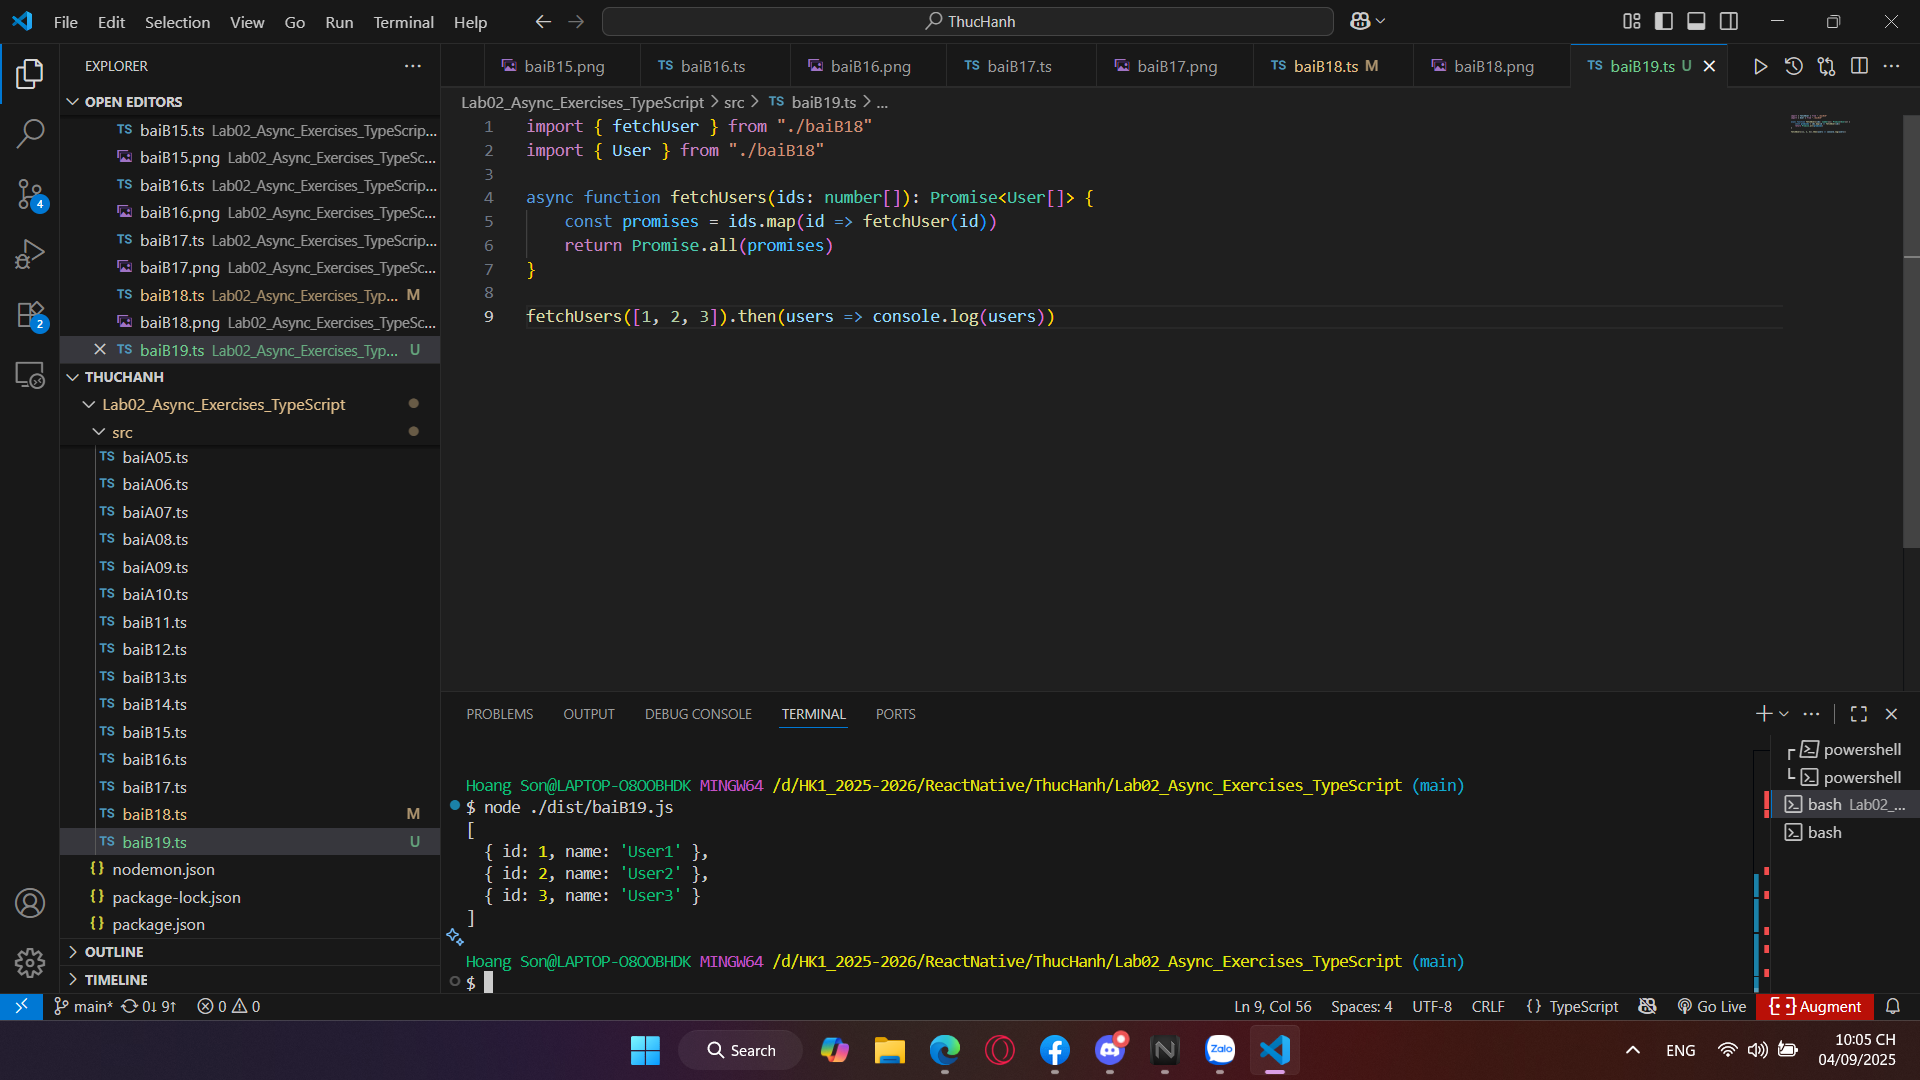 File Edit Selection View Go Run Terminal Help
ThucHanh
EXPLORER
OPEN EDITORS
TS baiB15.ts Lab02_Async_Exercises_TypeScrip...
baiB15.png Lab02_Async_Exercises_TypeSc...
TS baiB16.ts Lab02_Async_Exercises_TypeScrip...
baiB16.png Lab02_Async_Exercises_TypeSc...
TS baiB17.ts Lab02_Async_Exercises_TypeScrip...
baiB17.png Lab02_Async_Exercises_TypeSc...
TS baiB18.ts Lab02_Async_Exercises_Typ... M
baiB18.png Lab02_Async_Exercises_TypeSc...
TS baiB19.ts Lab02_Async_Exercises_Typ... U
THUCHANH
Lab02_Async_Exercises_TypeScript
src
TS baiA05.ts
TS baiA06.ts
TS baiA07.ts
TS baiA08.ts
TS baiA09.ts
TS baiA10.ts
TS baiB11.ts
TS baiB12.ts
TS baiB13.ts
TS baiB14.ts
TS baiB15.ts
TS baiB16.ts
TS baiB17.ts
TS baiB18.ts M
TS baiB19.ts U
{} nodemon.json
{} package-lock.json
{} package.json
OUTLINE
TIMELINE
4
2
baiB15.png TS baiB16.ts baiB16.png TS baiB17.ts baiB17.png TS baiB18.ts M baiB18.png TS baiB19.ts U
Lab02_Async_Exercises_TypeScript > src > TS baiB19.ts > ...
1 import { fetchUser } from "./baiB18"
2 import { User } from "./baiB18"
3
4 async function fetchUsers(ids: number[]): Promise<User[]> {
5 const promises = ids.map(id => fetchUser(id))
6 return Promise.all(promises)
7 }
8
9 fetchUsers([1, 2, 3]).then(users => console.log(users))
PROBLEMS OUTPUT DEBUG CONSOLE TERMINAL PORTS
Hoang Son@LAPTOP-O8OOBHDK MINGW64 /d/HK1_2025-2026/ReactNative/ThucHanh/Lab02_Async_Exercises_TypeScript (main)
$ node ./dist/baiB19.js
[
{ id: 1, name: 'User1' },
{ id: 2, name: 'User2' },
{ id: 3, name: 'User3' }
]
Hoang Son@LAPTOP-O8OOBHDK MINGW64 /d/HK1_2025-2026/ReactNative/ThucHanh/Lab02_Async_Exercises_TypeScript (main)
$
powershell
powershell
bash Lab02_...
bash
main* 0↓ 9↑ 0 0
Ln 9, Col 56 Spaces: 4 UTF-8 CRLF {} TypeScript Go Live Augment
Search
Zalo
ENG
10:05 CH
04/09/2025